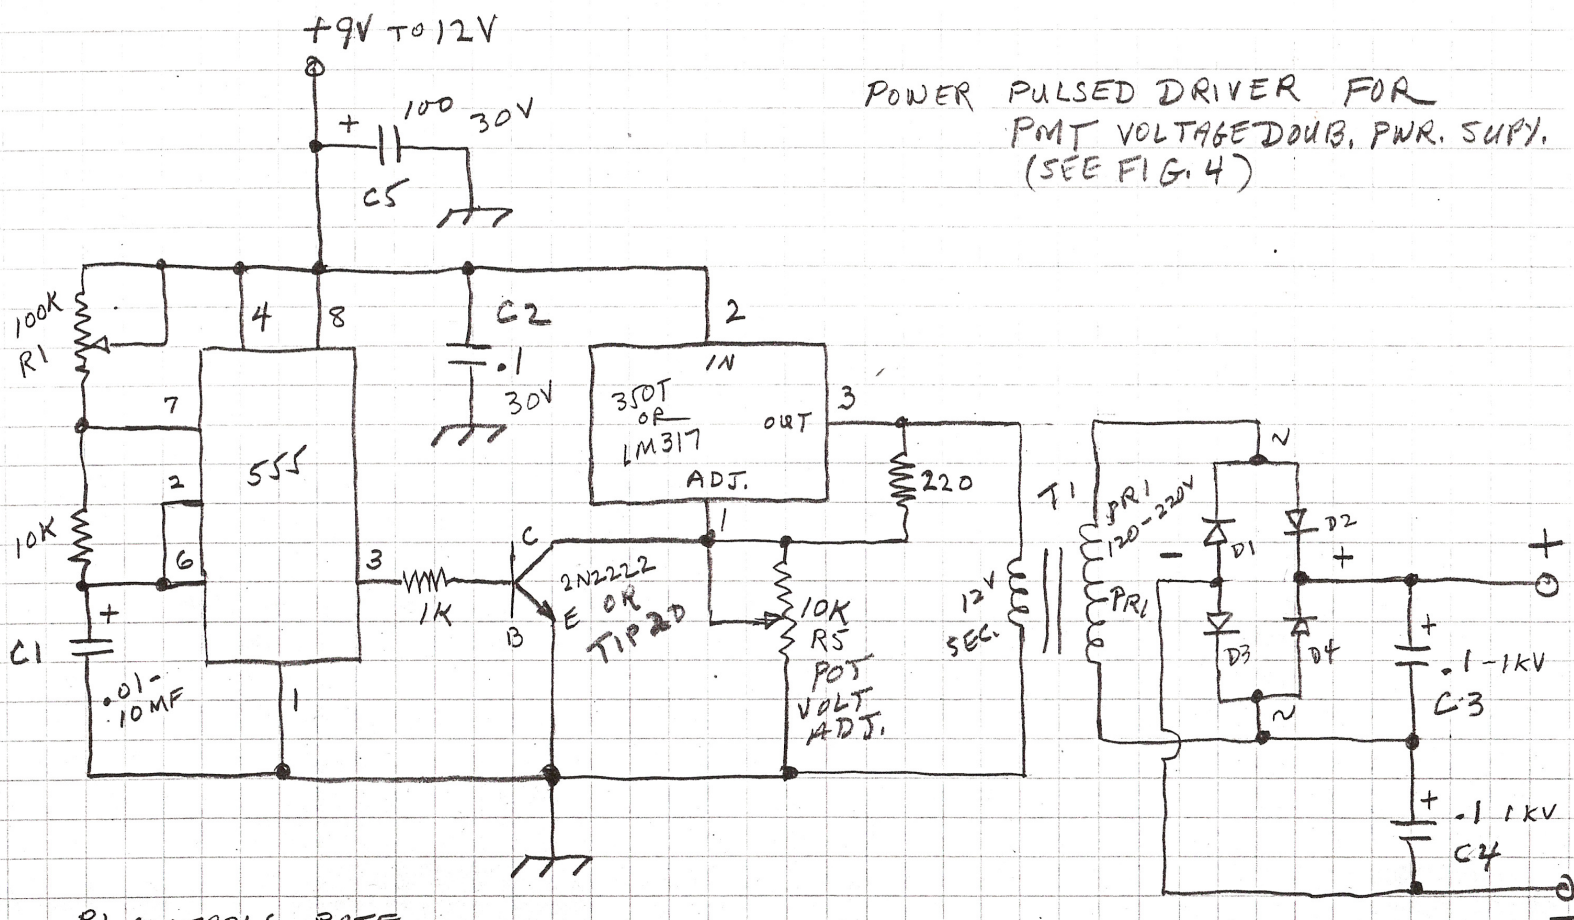 +9V TO 12V
POWER PULSED DRIVER FOR
PMT VOLTAGE DOUB. PWR. SUPY.
(SEE FIG. 4)
+
100
30V
C5
100K
R1
4
8
C2
.1
30V
2
IN
350T
OR
LM317
OUT
ADJ.
3
1
220
7
555
2
6
3
10K
1K
C
B
E
2N2222
OR
TIP 20
10K
R5
POT
VOLT
ADJ.
12V
SEC.
T1
PRI
120-220V
PRI
~
D1
D2
-
+
D3
D4
~
+
+
.1-1KV
C3
+
.1 1KV
C4
-
+
C1
.01-
.10MF
1